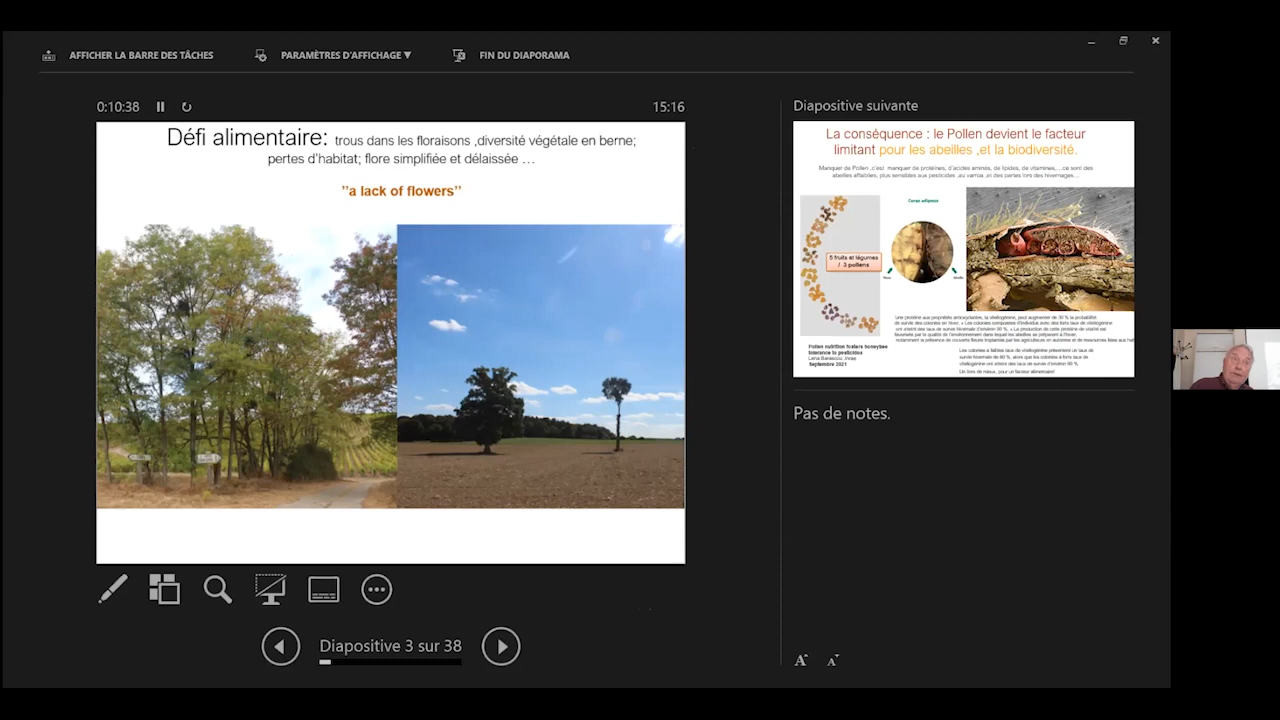 AFFICHER LA BARRE DES TÂCHES
PARAMÈTRES D'AFFICHAGE ▼
FIN DU DIAPORAMA
0:10:38
15:16
Défi alimentaire: trous dans les floraisons ,diversité végétale en berne;
pertes d'habitat; flore simplifiée et délaissée ...
''a lack of flowers''
Diapositive 3 sur 38
Diapositive suivante
La conséquence : le Pollen devient le facteur
limitant pour les abeilles ,et la biodiversité.
Manquer de Pollen ,c'est manquer de protéines, d'acides aminés, de lipides, de vitamines,...ce sont des
abeilles affaiblies, plus sensibles aux pesticides ,au varroa ,et des pertes lors des hivernages...
Corps adipeux
5 fruits et légumes
/ 3 pollens
Pollen nutrition fosters honeybee
tolerance to pesticides
Septembre 2021
Pas de notes.
A
A